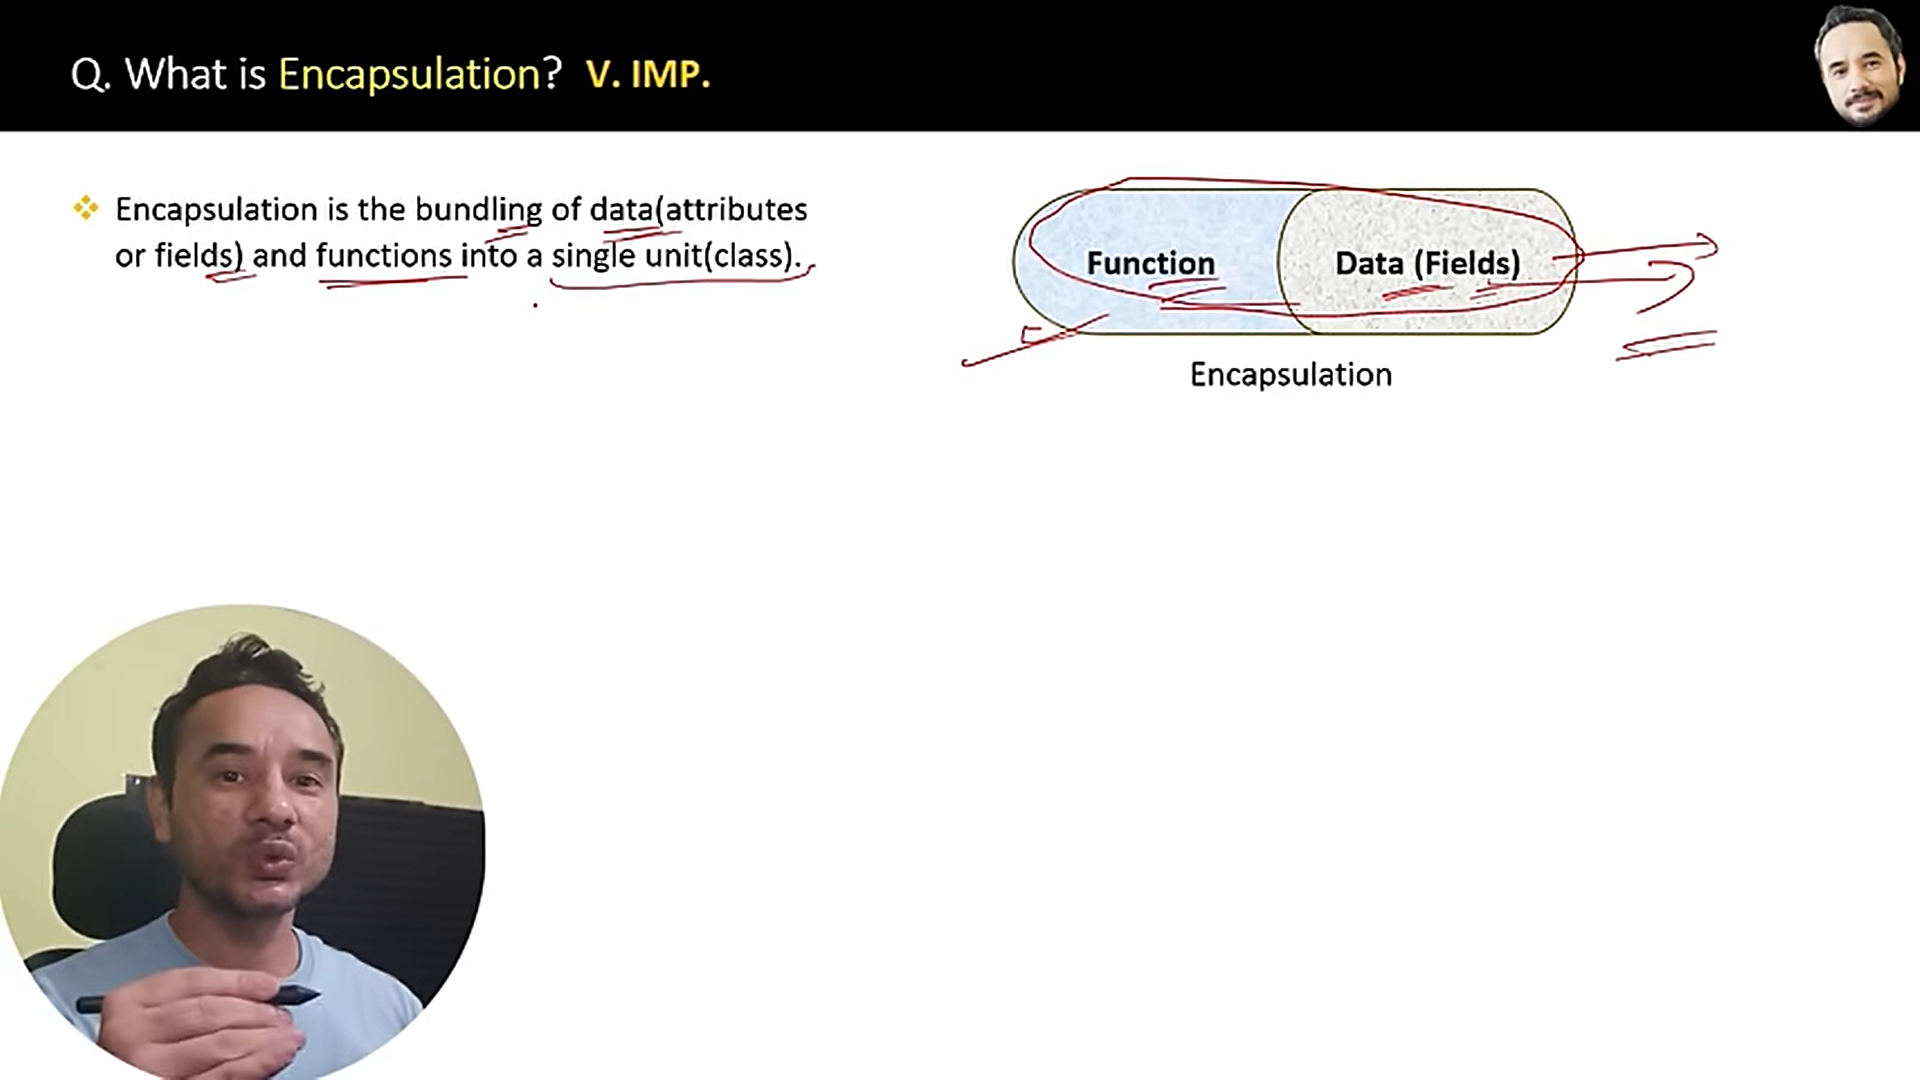 Q. What is Encapsulation? V. IMP.
Encapsulation is the bundling of data(attributes
or fields) and functions into a single unit(class).
Function
Data (Fields)
Encapsulation